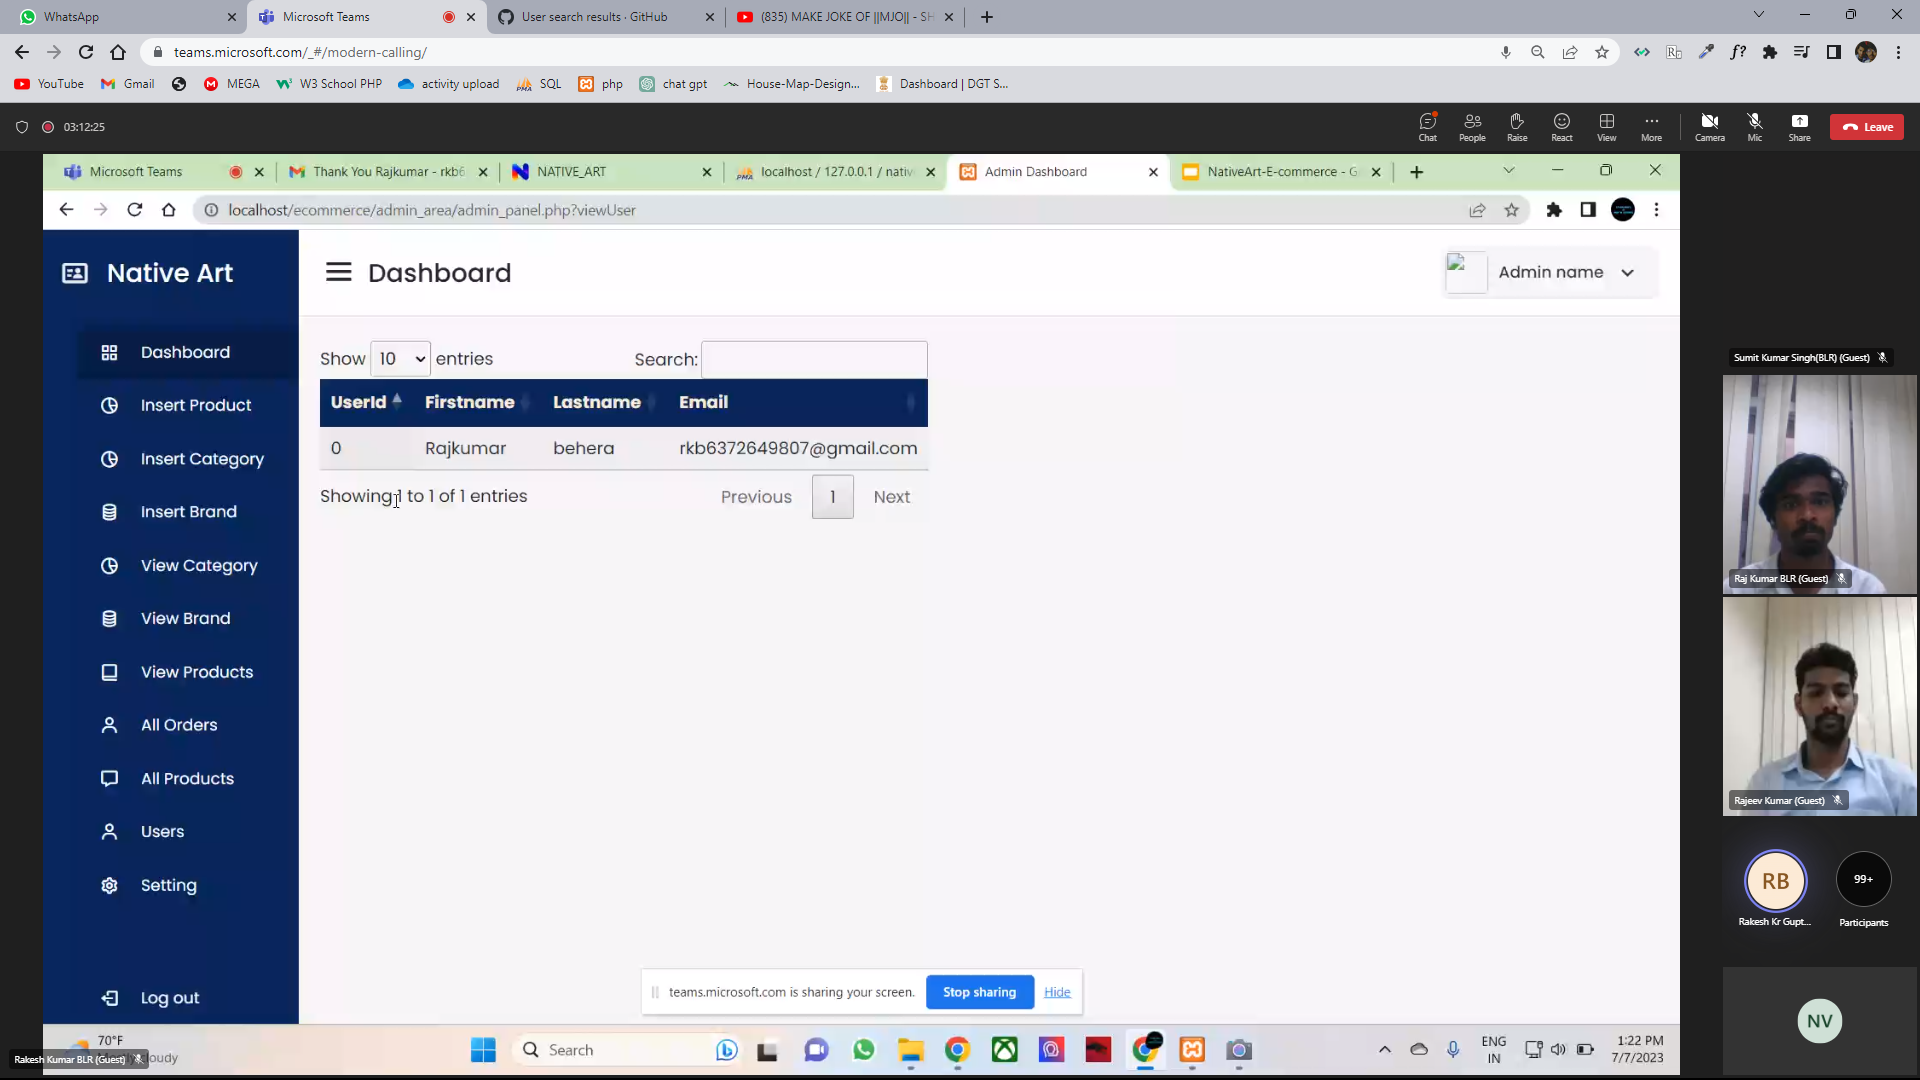 WhatsApp
Microsoft Teams
User search results · GitHub
(835) MAKE JOKE OF ||MJO|| - SH
teams.microsoft.com/_#/modern-calling/
YouTube
Gmail
MEGA
W3 School PHP
activity upload
SQL
php
chat gpt
House-Map-Design...
Dashboard | DGT S...
03:12:25
Chat
People
Raise
React
View
More
Camera
Mic
Share
Leave
Microsoft Teams
Thank You Rajkumar - rkb6
NATIVE_ART
localhost / 127.0.0.1 / nativ
Admin Dashboard
NativeArt-E-commerce - G
localhost/ecommerce/admin_area/admin_panel.php?viewUser
Native Art
Dashboard
Admin name
Dashboard
Insert Product
Insert Category
Insert Brand
View Category
View Brand
View Products
All Orders
All Products
Users
Setting
Log out
Show 10 entries
Search:
UserId Firstname Lastname Email
0 Rajkumar behera rkb6372649807@gmail.com
Showing 1 to 1 of 1 entries
Previous 1 Next
Sumit Kumar Singh(BLR) (Guest)
Raj Kumar BLR (Guest)
Rajeev Kumar (Guest)
RB
Rakesh Kr Gupt...
99+
Participants
NV
teams.microsoft.com is sharing your screen.
Stop sharing
Hide
70°F
Rakesh Kumar BLR (Guest)
Search
ENG
IN
1:22 PM
7/7/2023